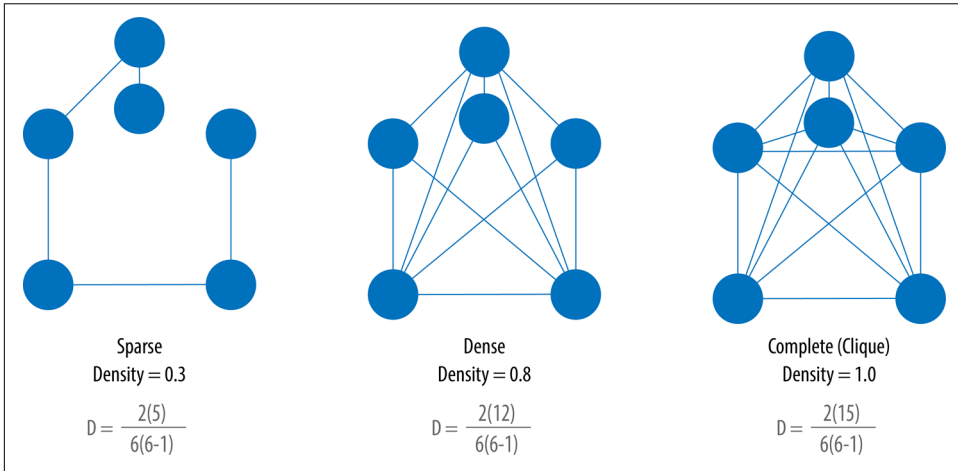 Sparse
Density = 0.3
D = 2(5) / 6(6-1)
Dense
Density = 0.8
D = 2(12) / 6(6-1)
Complete (Clique)
Density = 1.0
D = 2(15) / 6(6-1)